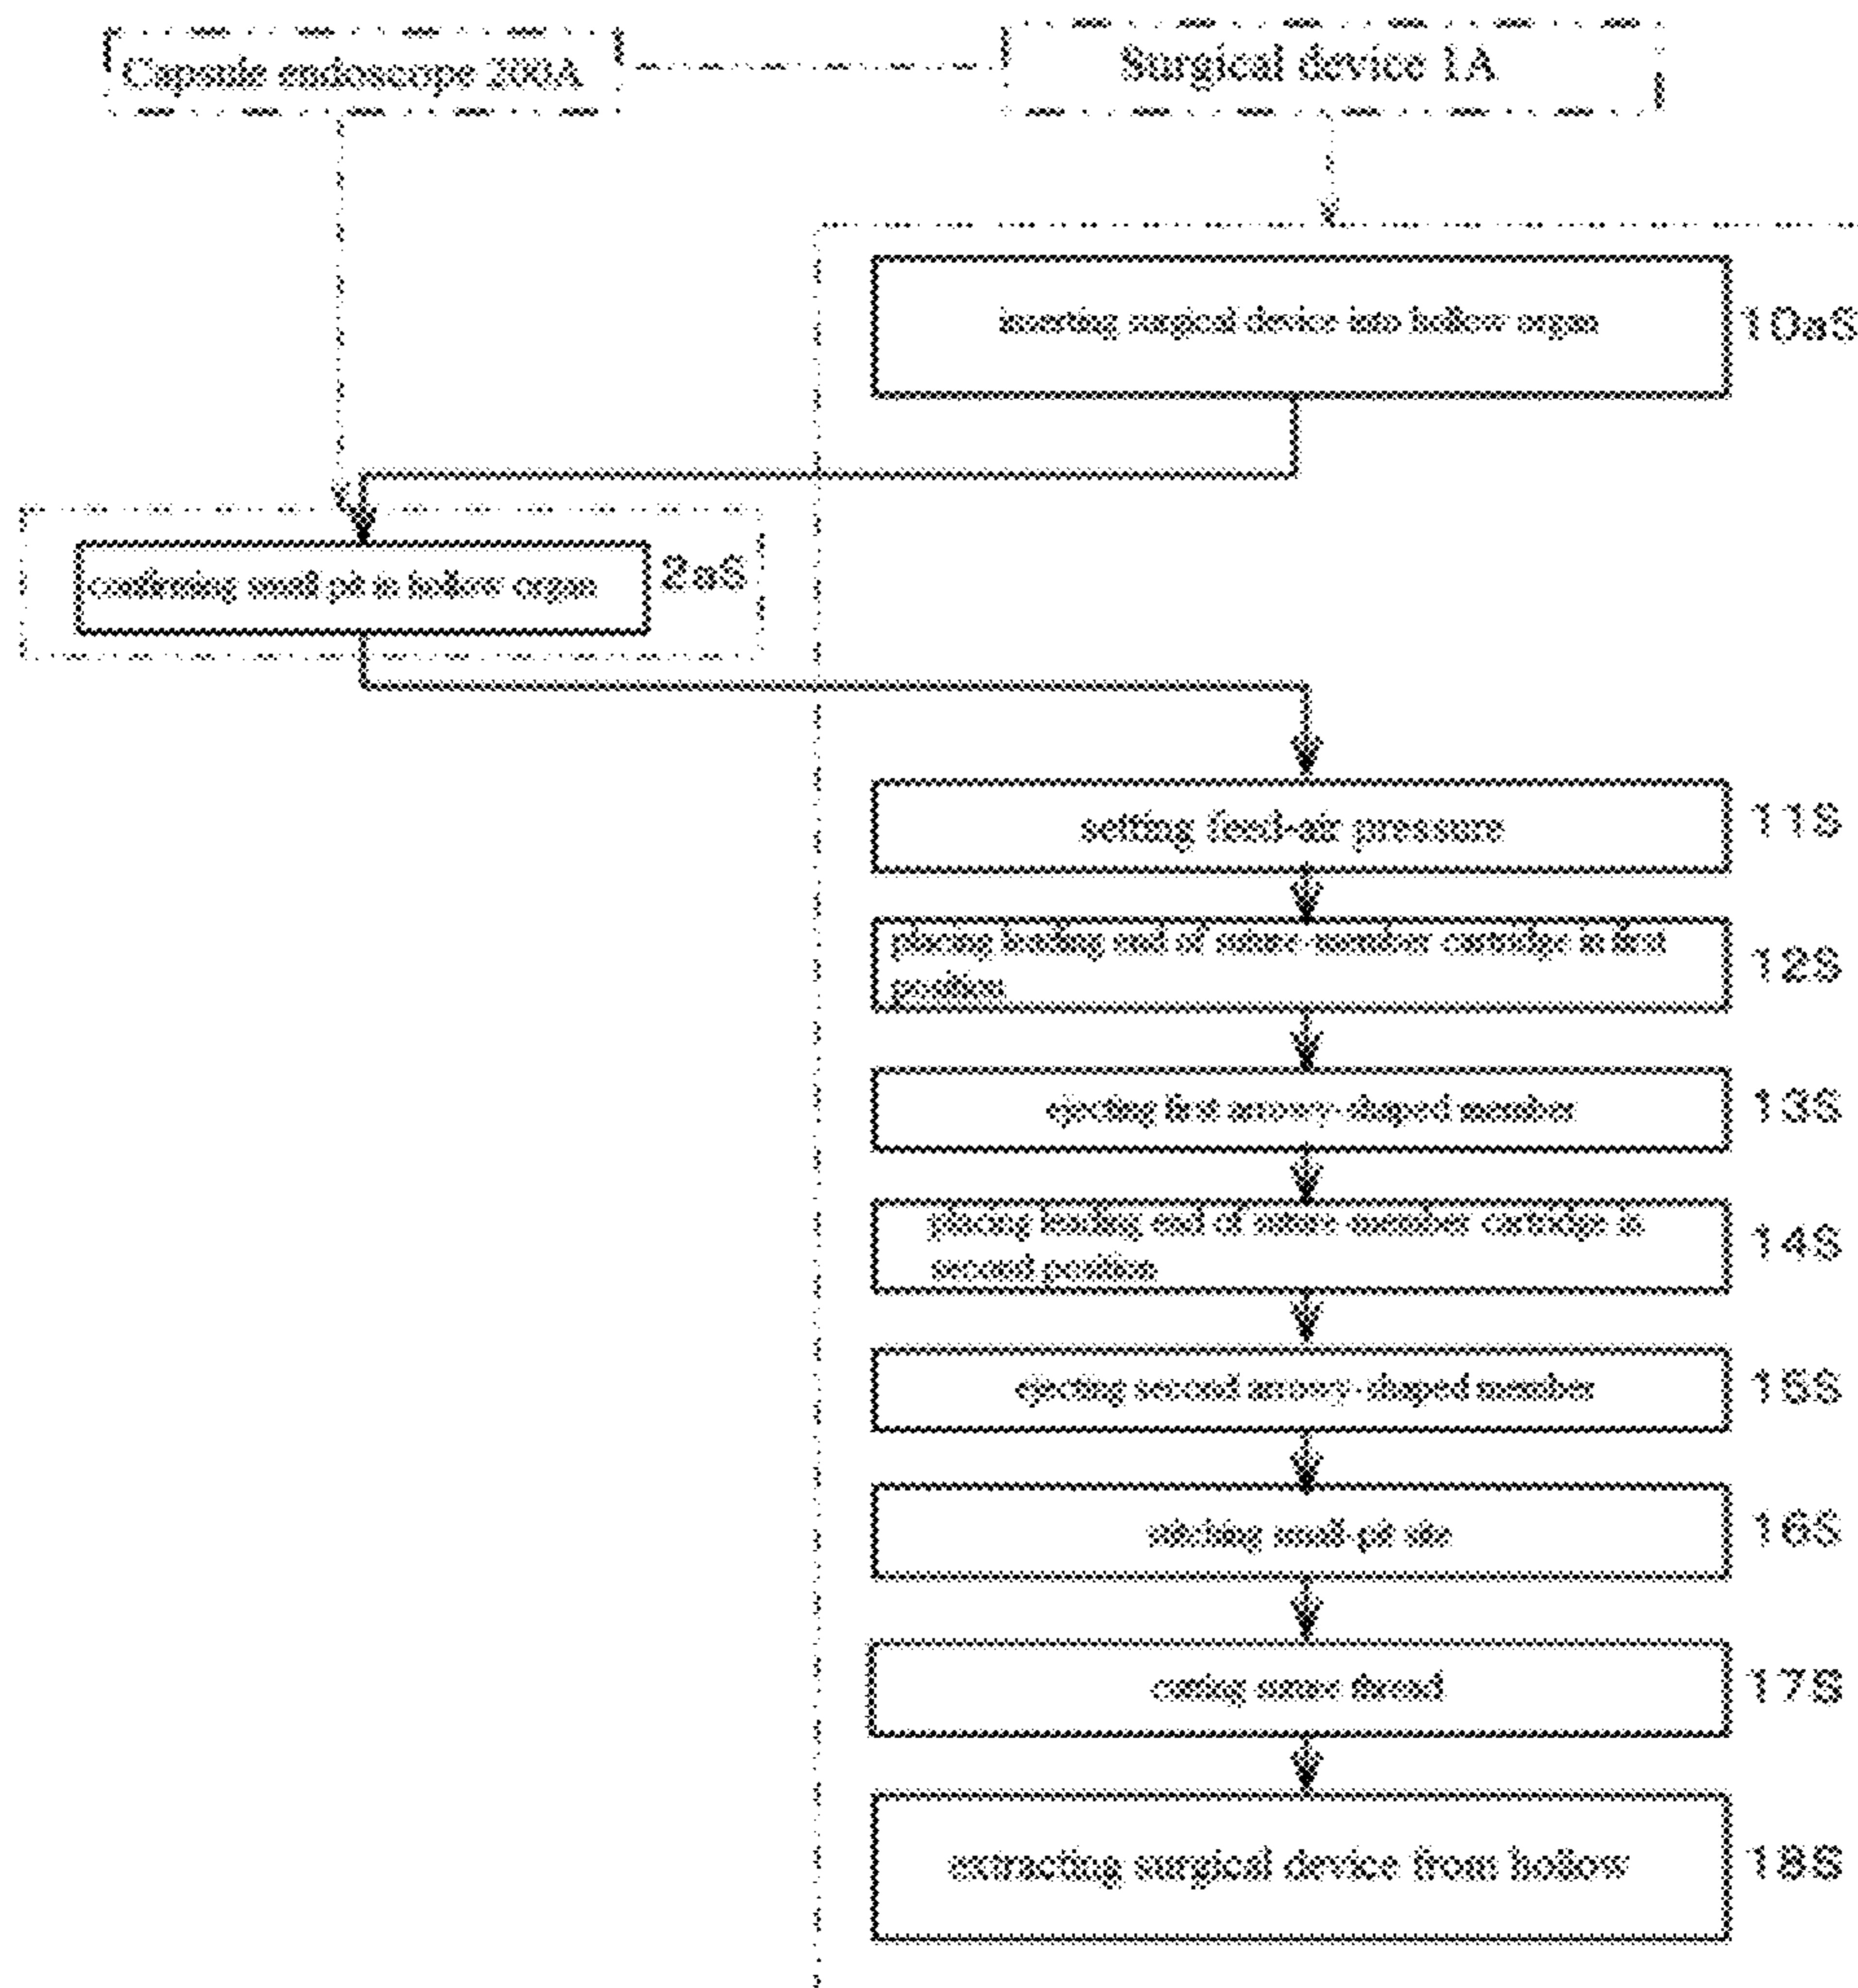 Capsule endoscope 200A
Surgical device 1A
inserting surgical device into hollow organ
10aS
confirming small pit in hollow organ
2aS
setting feed-air pressure
11S
placing leading end of suture-member cartridge in first
position
12S
ejecting first arrowy-shaped member
13S
placing leading end of suture-member cartridge in
second position
14S
ejecting second arrowy-shaped member
15S
small-pit site
16S
cutting suture thread
17S
extracting surgical device from hollow
18S